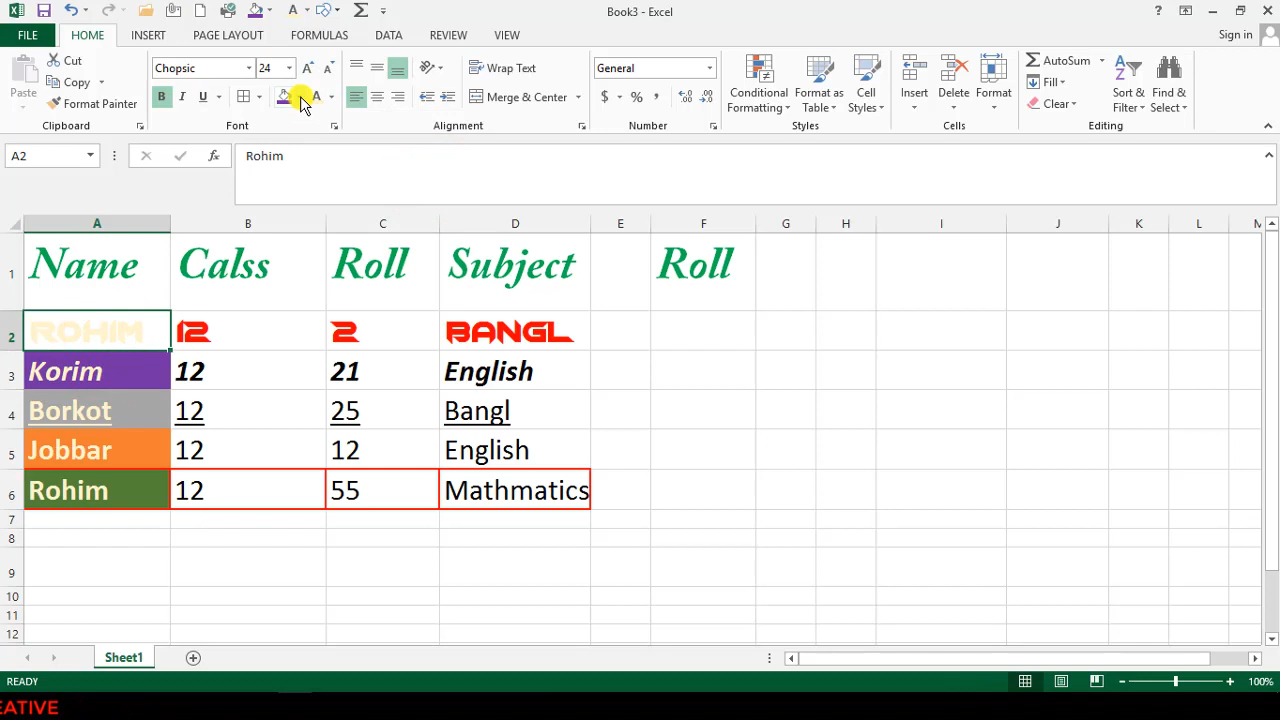 Book3 - Excel
?
FILE HOME INSERT PAGE LAYOUT FORMULAS DATA REVIEW VIEW Sign in
Paste
Cut
Copy
Format Painter
Clipboard
Chopsic 24
B I U
Font
Wrap Text
Merge & Center
Alignment
General
$ %
Number
Conditional Formatting
Format as Table
Cell Styles
Styles
Insert Delete Format
Cells
AutoSum
Fill
Clear
Sort & Filter
Find & Select
Editing
A2 fx Rohim
A B C D E F G H I J K L M
1 Name Calss Roll Subject Roll
2 ROHIM 12 2 BANGL
3 Korim 12 21 English
4 Borkot 12 25 Bangl
5 Jobbar 12 12 English
6 Rohim 12 55 Mathmatics
7
8
9
10
11
12
Sheet1
READY 100%
EATIVE